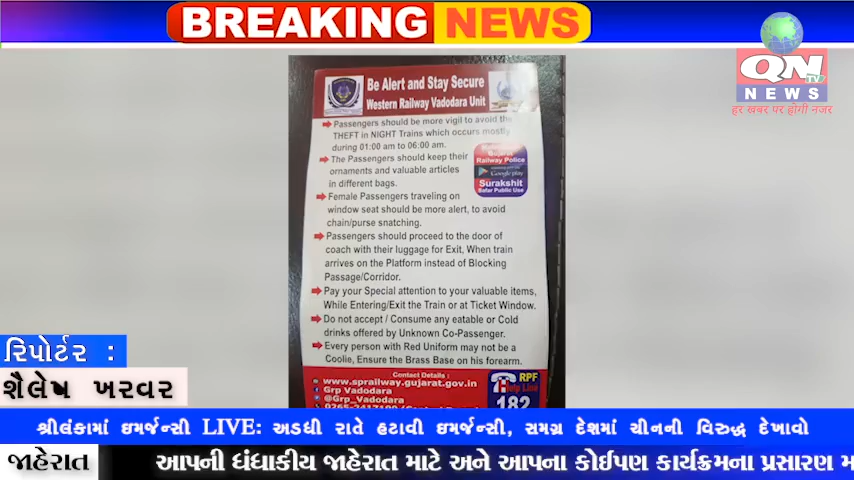 BREAKING NEWS
QN TV
NEWS
हर खबर पर होगी नजर
Be Alert and Stay Secure
Western Railway Vadodara Unit
Passengers should be more vigil to avoid the
THEFT in NIGHT Trains which occurs mostly
during 01:00 am to 06:00 am.
The Passengers should keep their
ornaments and valuable articles
in different bags.
Railway Police
Google play
Surakshit
Safar Public Use
Female Passengers traveling on
window seat should be more alert, to avoid
chain/purse snatching.
Passengers should proceed to the door of
coach with their luggage for Exit, When train
arrives on the Platform instead of Blocking
Passage/Corridor.
Pay your Special attention to your valuable items,
While Entering/Exit the Train or at Ticket Window.
Do not accept / Consume any eatable or Cold
drinks offered by Unknown Co-Passenger.
Every person with Red Uniform may not be a
Coolie, Ensure the Brass Base on his forearm.
Contact Details :
www.sprailway.gujarat.gov.in
Grp Vadodara
@Grp_Vadodara
RPF
Help Line
182
રિપોર્ટર :
શૈલેષ ખરવર
શ્રીલંકામાં ઇમર્જન્સી LIVE: અડધી રાતે હટાવી ઇમર્જન્સી, સમગ્ર દેશમાં ચીનની વિરુદ્ધ દેખાવો
જાહેરાત
આપની ધંધાકીય જાહેરાત માટે અને આપના કોઈપણ કાર્યક્રમના પ્રસારણ મ